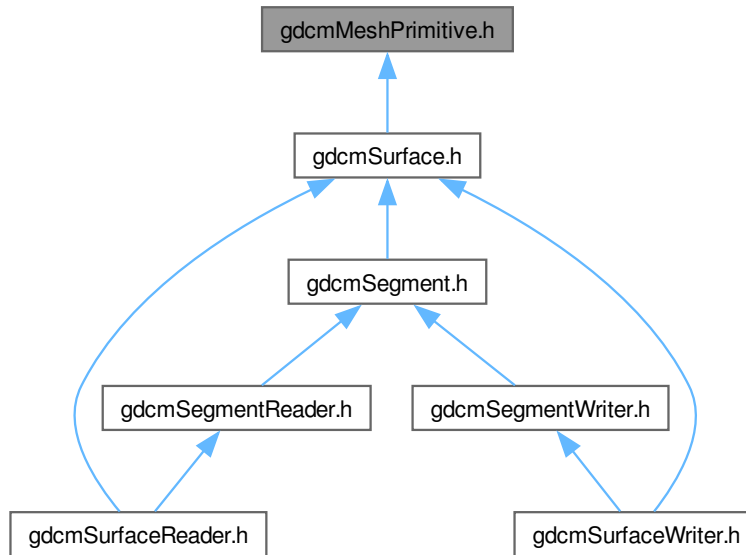 gdcmMeshPrimitive.h
gdcmSurface.h
gdcmSegment.h
gdcmSegmentReader.h
gdcmSegmentWriter.h
gdcmSurfaceReader.h
gdcmSurfaceWriter.h